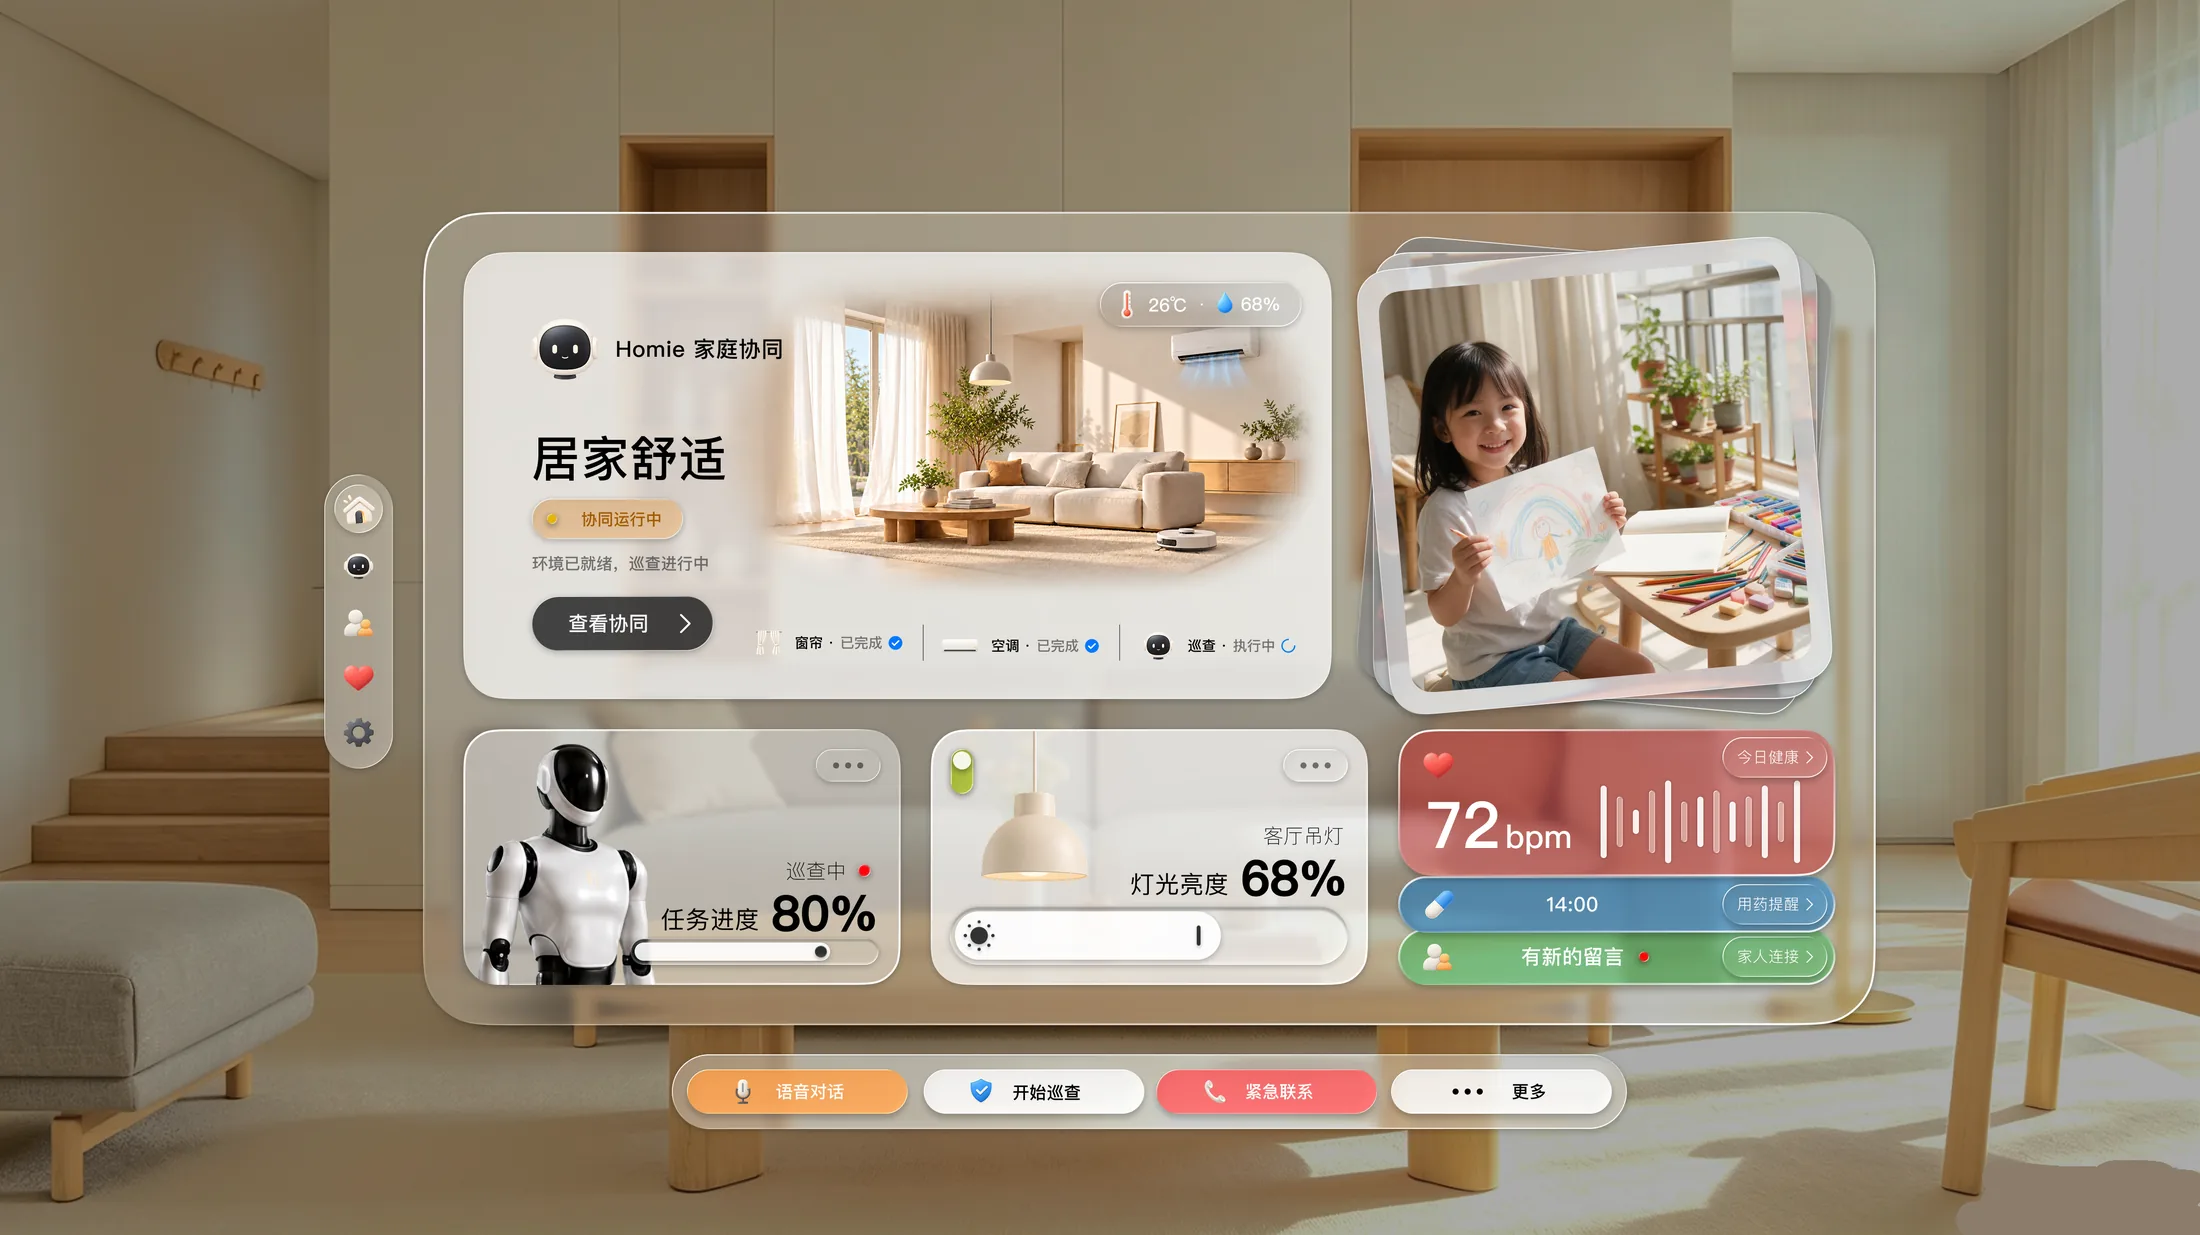 Homie 家庭协同
26℃ · 68%
居家舒适
协同运行中
环境已就绪，巡查进行中
查看协同
窗帘 · 已完成
空调 · 已完成
巡查 · 执行中
巡查中
任务进度 80%
客厅吊灯
灯光亮度 68%
今日健康
72 bpm
14:00
用药提醒
有新的留言
家人连接
语音对话
开始巡查
紧急联系
更多